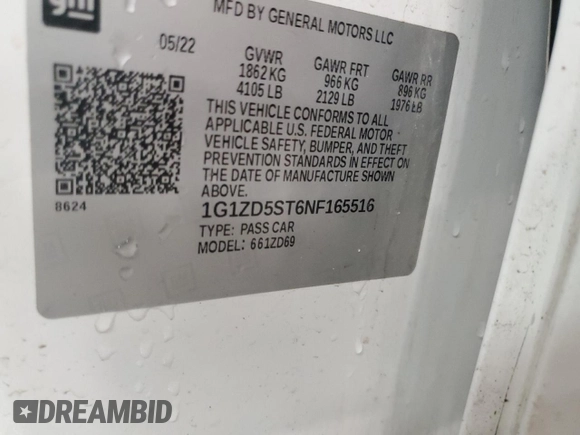 gm
MFD BY GENERAL MOTORS LLC
05/22
GVWR GAWR FRT GAWR RR
1862 KG 966 KG 896 KG
4105 LB 2129 LB 1976 LB
THIS VEHICLE CONFORMS TO ALL
APPLICABLE U.S. FEDERAL MOTOR
VEHICLE SAFETY, BUMPER, AND THEFT
PREVENTION STANDARDS IN EFFECT ON
THE DATE OF MANUFACTURE SHOWN
ABOVE.
8624
1G1ZD5ST6NF165516
TYPE: PASS CAR
MODEL: 661ZD69
DREAMBID